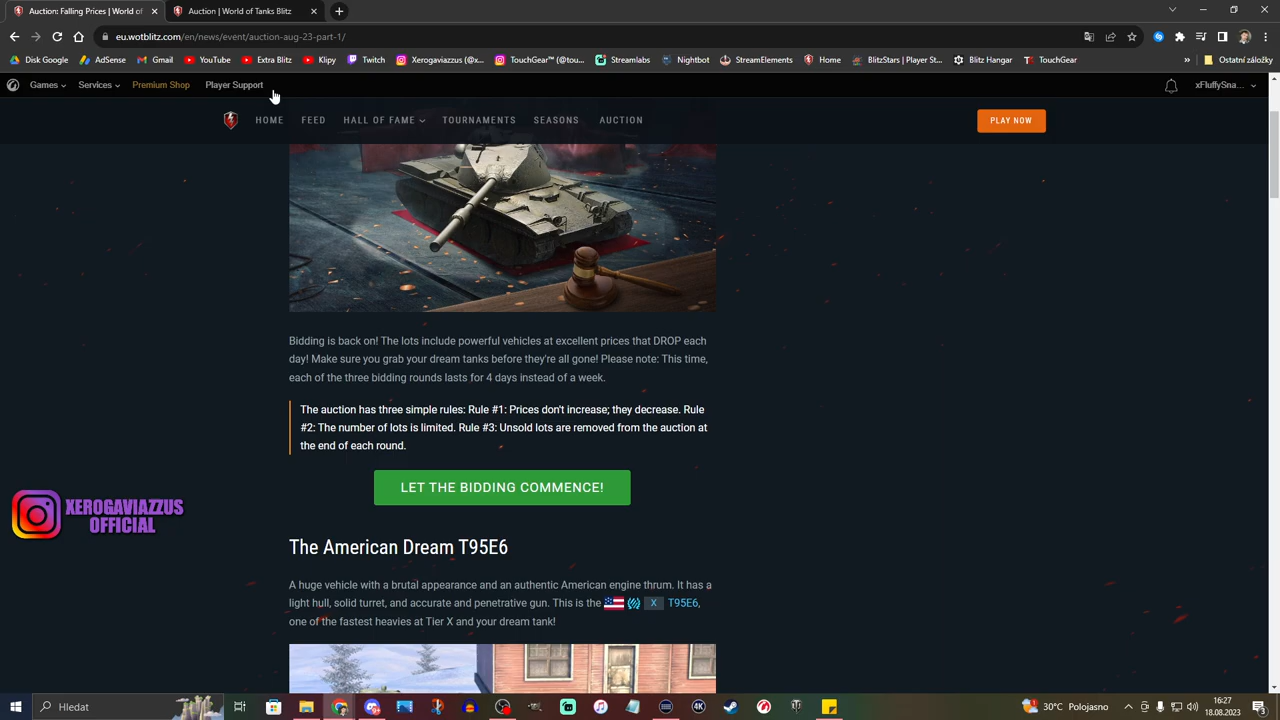 Auction: Falling Prices | World of
Auction | World of Tanks Blitz
eu.wotblitz.com/en/news/event/auction-aug-23-part-1/
Disk Google
AdSense
Gmail
YouTube
Extra Blitz
Klipy
Twitch
Xerogaviazzus (@x...
TouchGear™ (@tou...
Streamlabs
Nightbot
StreamElements
Home
BlitzStars | Player St...
Blitz Hangar
TouchGear
Ostatní záložky
Games
Services
Premium Shop
Player Support
xFluffySna...
HOME
FEED
HALL OF FAME
TOURNAMENTS
SEASONS
AUCTION
PLAY NOW
Bidding is back on! The lots include powerful vehicles at excellent prices that DROP each
day! Make sure you grab your dream tanks before they're all gone! Please note: This time,
each of the three bidding rounds lasts for 4 days instead of a week.
The auction has three simple rules: Rule #1: Prices don't increase; they decrease. Rule
#2: The number of lots is limited. Rule #3: Unsold lots are removed from the auction at
the end of each round.
LET THE BIDDING COMMENCE!
XEROGAVIAZZUS
OFFICIAL
The American Dream T95E6
A huge vehicle with a brutal appearance and an authentic American engine thrum. It has a
light hull, solid turret, and accurate and penetrative gun. This is the X T95E6,
one of the fastest heavies at Tier X and your dream tank!
Hledat
4K
30°C Polojasno
16:27
18.08.2023